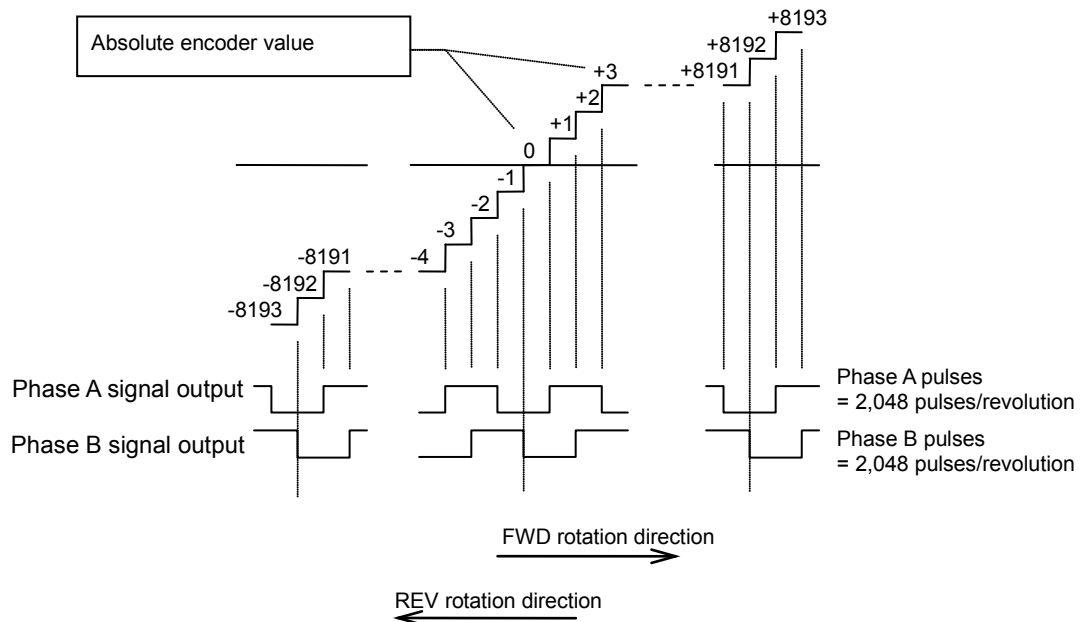 +8193
Absolute encoder value
+8192
+3
+8191
+2
+1
0
-1
-2
-3
-8191
-4
-8192
-8193
Phase A signal output
Phase A pulses
= 2,048 pulses/revolution
Phase B signal output
Phase B pulses
= 2,048 pulses/revolution
FWD rotation direction
REV rotation direction